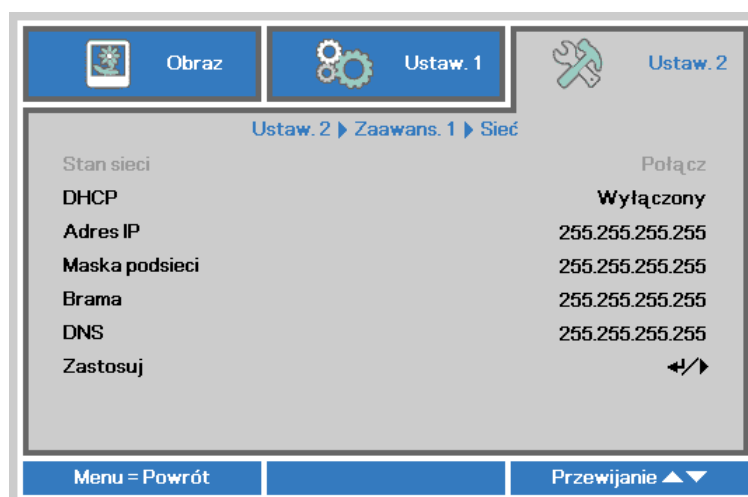 Obraz
Ustaw. 1
Ustaw. 2
Ustaw. 2 ▶ Zaawans. 1 ▶ Sieć
Stan sieci Połącz
DHCP Wyłączony
Adres IP 255.255.255.255
Maska podsieci 255.255.255.255
Brama 255.255.255.255
DNS 255.255.255.255
Zastosuj ↵/▶
Menu = Powrót
Przewijanie ▲▼